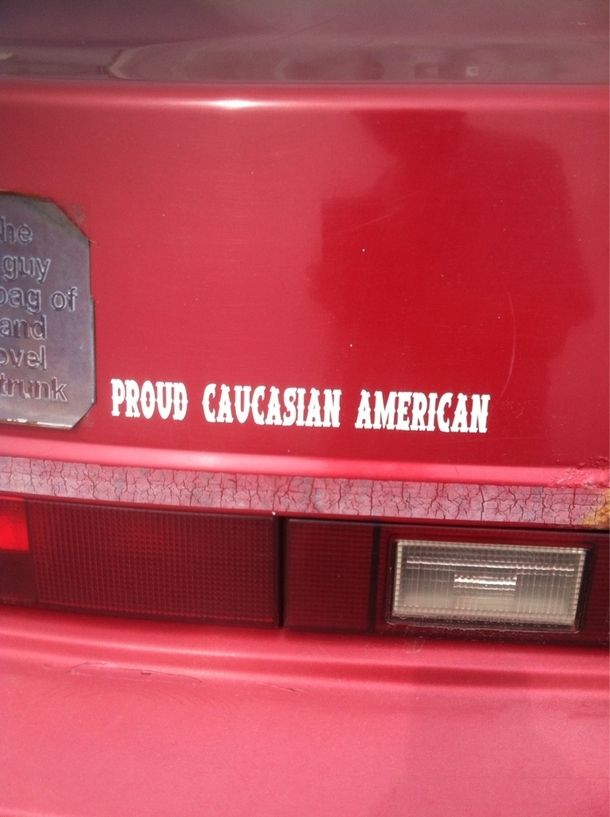 he
guy
bag of
and
ovel
trunk
PROUD CAUCASIAN AMERICAN